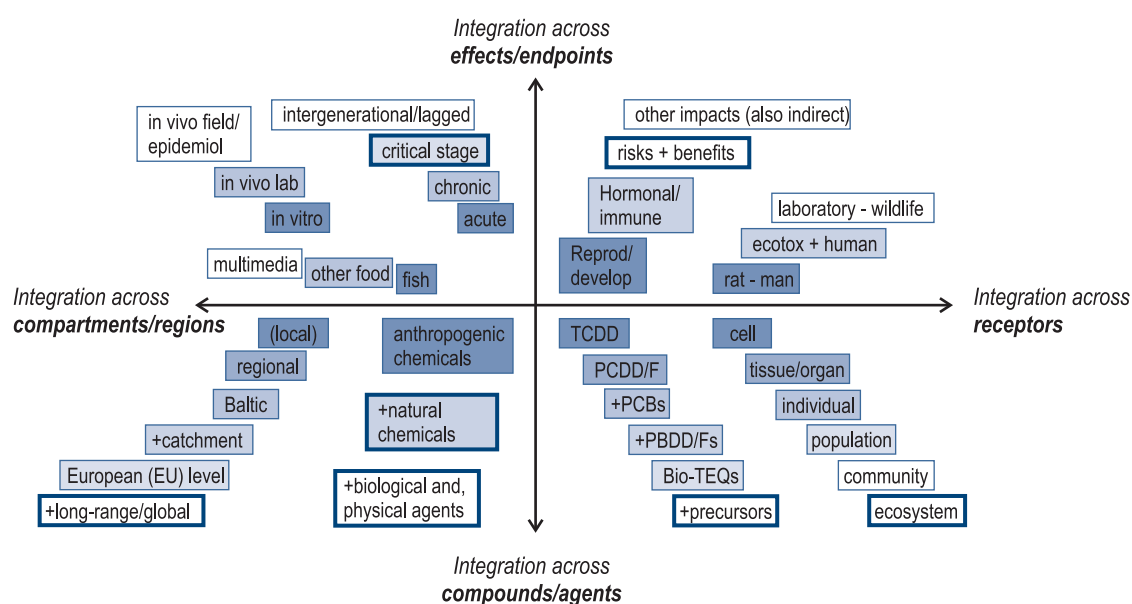 Integration across
effects/endpoints
in vivo field/
epidemiol
intergenerational/lagged
other impacts (also indirect)
critical stage
risks + benefits
in vivo lab
chronic
Hormonal/
immune
in vitro
acute
laboratory - wildlife
ecotox + human
multimedia
other food
fish
Reprod/
develop
rat - man
Integration across
compartments/regions
Integration across
receptors
(local)
anthropogenic
chemicals
TCDD
cell
regional
PCDD/F
tissue/organ
Baltic
+natural
chemicals
+PCBs
individual
+catchment
+PBDD/Fs
population
European (EU) level
Bio-TEQs
community
+long-range/global
+biological and,
physical agents
+precursors
ecosystem
Integration across
compounds/agents